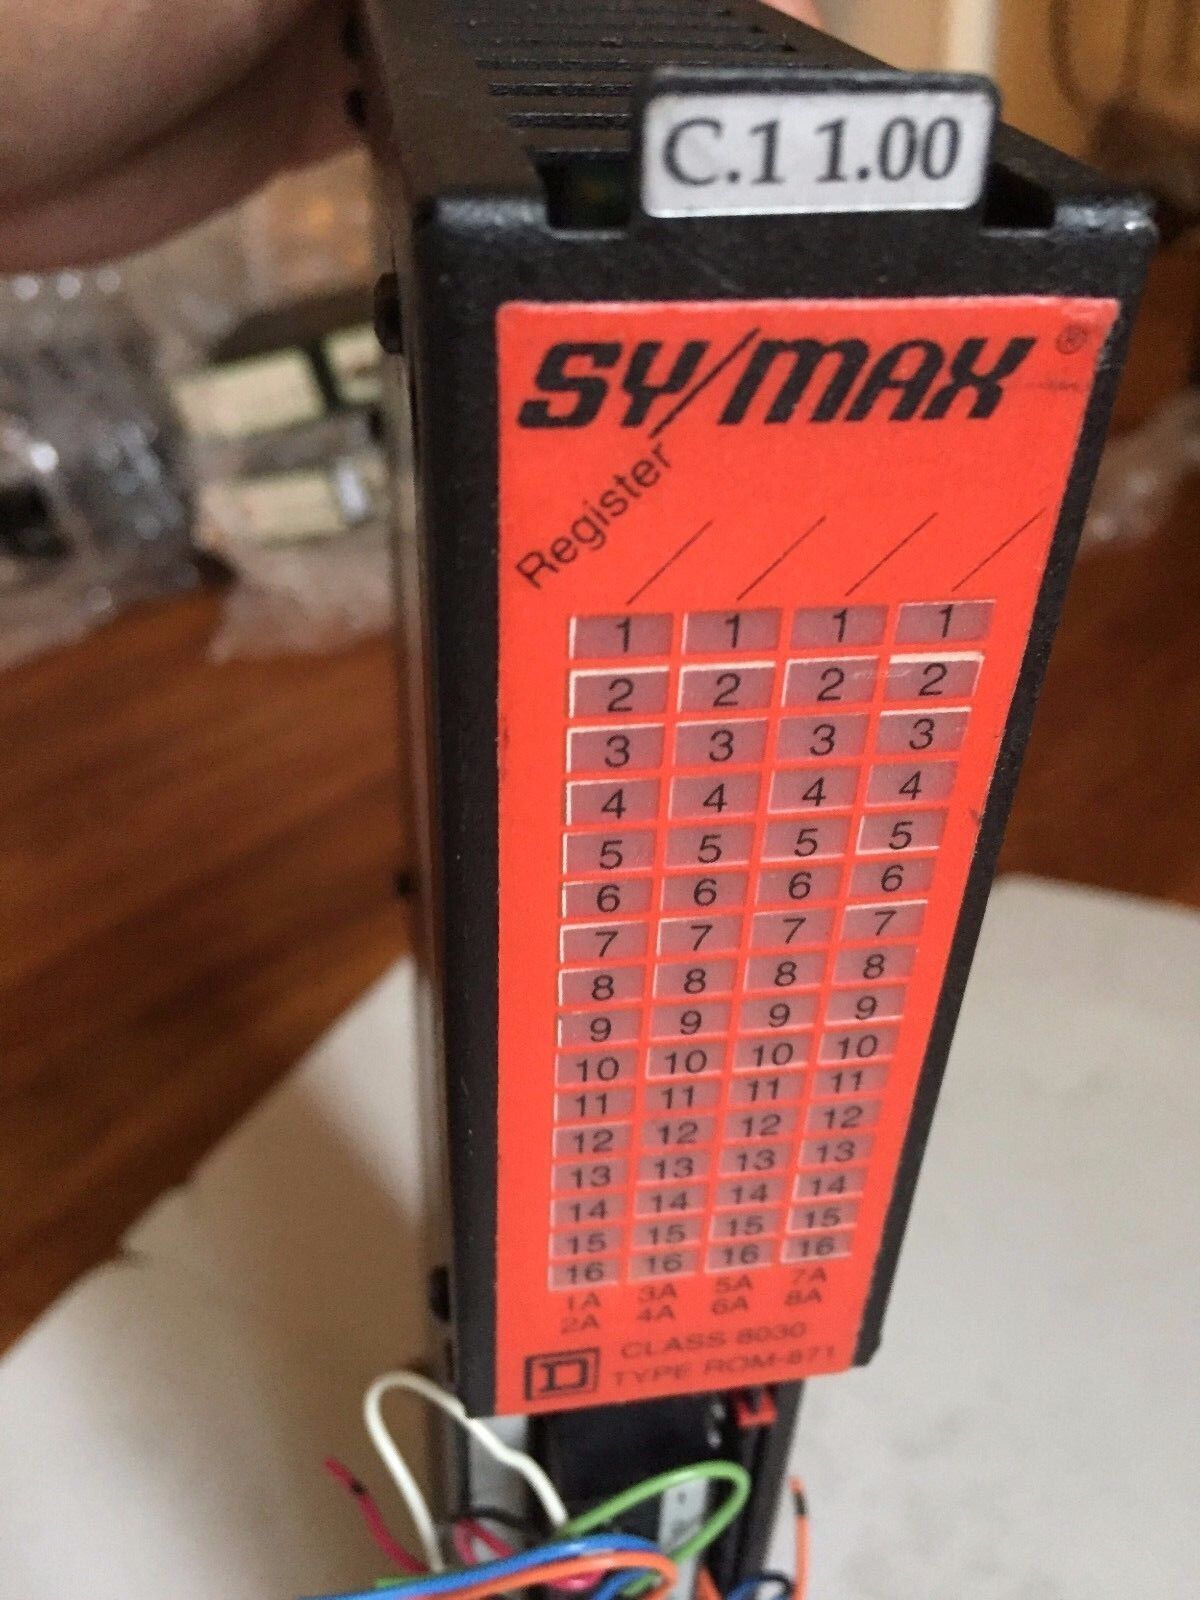 C.1 1.00
SY/MAX ®
Register
1 1 1 1
2 2 2 2
3 3 3 3
4 4 4 4
5 5 5 5
6 6 6 6
7 7 7 7
8 8 8 8
9 9 9 9
10 10 10 10
11 11 11 11
12 12 12 12
13 13 13 13
14 14 14 14
15 15 15 15
16 16 16 16
1A 3A 5A 7A
2A 4A 6A 8A
D CLASS 8030
TYPE ROM-871